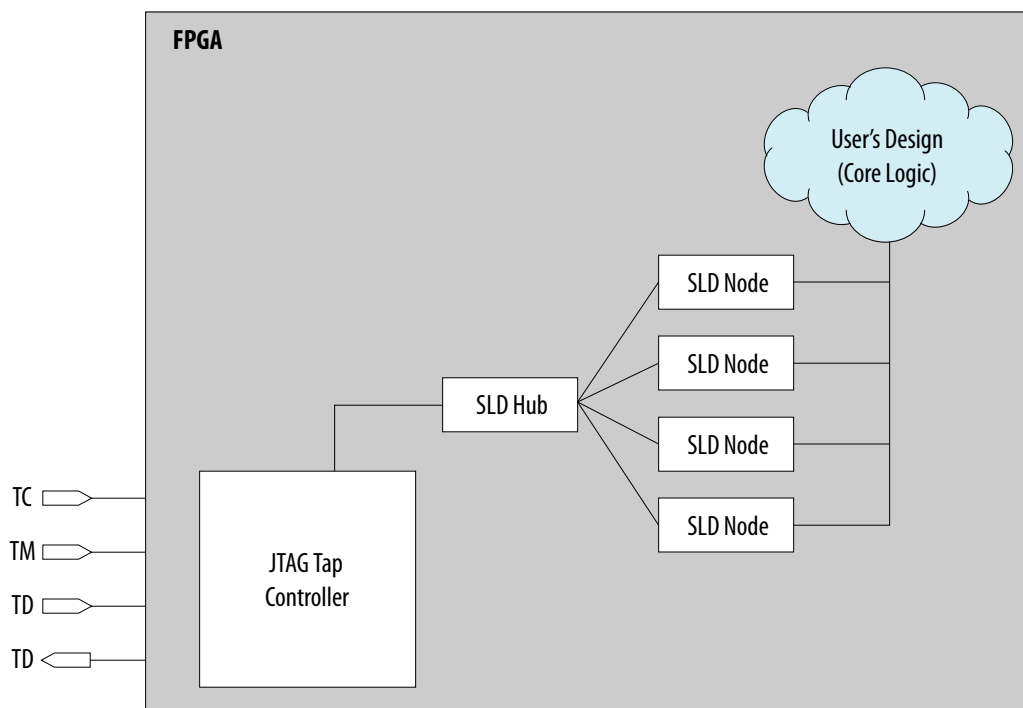 FPGA
User's Design
(Core Logic)
SLD Node
SLD Node
SLD Hub
SLD Node
SLD Node
JTAG Tap
Controller
TC
TM
TD
TD